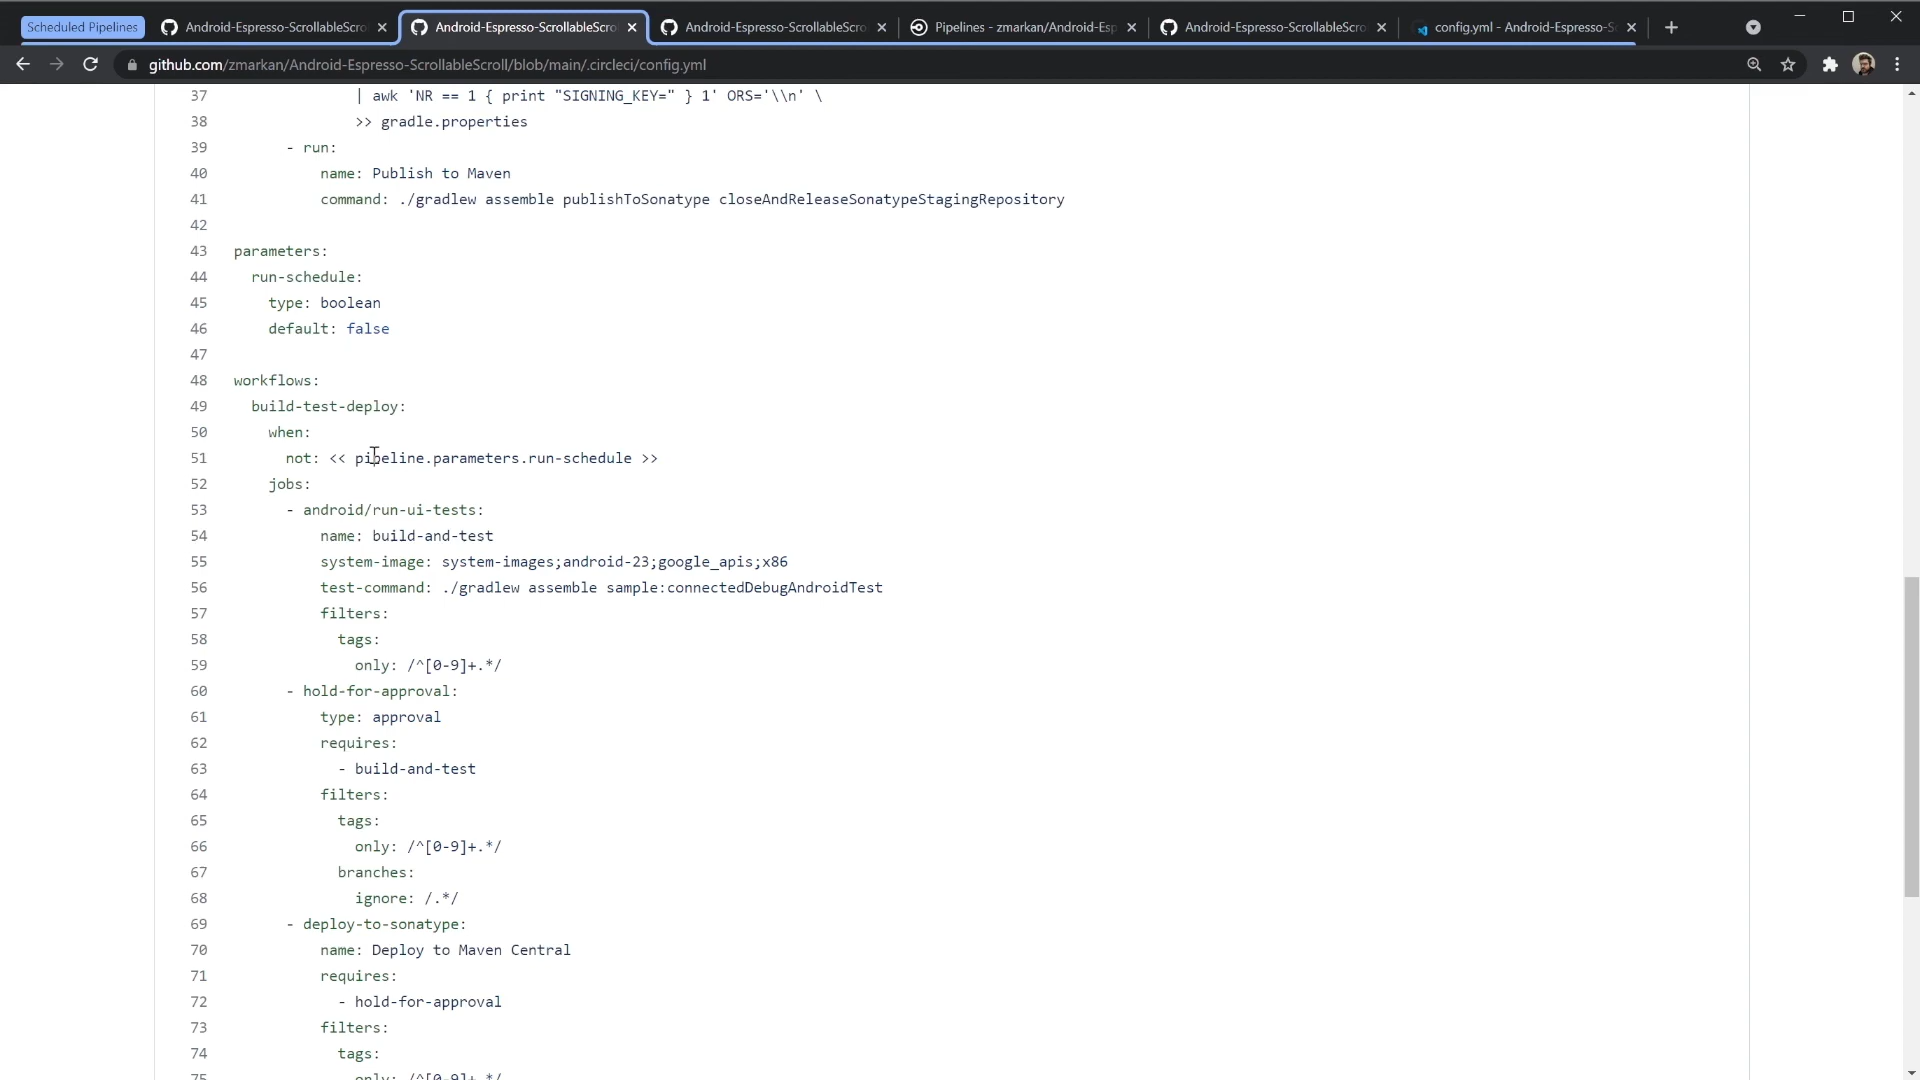 Scheduled Pipelines
Android-Espresso-ScrollableScro
Android-Espresso-ScrollableScro
Android-Espresso-ScrollableScro
Pipelines - zmarkan/Android-Esp
Android-Espresso-ScrollableScro
config.yml - Android-Espresso-S
github.com/zmarkan/Android-Espresso-ScrollableScroll/blob/main/.circleci/config.yml
37 | awk 'NR == 1 { print "SIGNING_KEY=" } 1' ORS='\\n' \
38 >> gradle.properties
39 - run:
40 name: Publish to Maven
41 command: ./gradlew assemble publishToSonatype closeAndReleaseSonatypeStagingRepository
42
43 parameters:
44 run-schedule:
45 type: boolean
46 default: false
47
48 workflows:
49 build-test-deploy:
50 when:
51 not: << pipeline.parameters.run-schedule >>
52 jobs:
53 - android/run-ui-tests:
54 name: build-and-test
55 system-image: system-images;android-23;google_apis;x86
56 test-command: ./gradlew assemble sample:connectedDebugAndroidTest
57 filters:
58 tags:
59 only: /^[0-9]+.*/
60 - hold-for-approval:
61 type: approval
62 requires:
63 - build-and-test
64 filters:
65 tags:
66 only: /^[0-9]+.*/
67 branches:
68 ignore: /.*/
69 - deploy-to-sonatype:
70 name: Deploy to Maven Central
71 requires:
72 - hold-for-approval
73 filters:
74 tags:
75 only: /^[0-9]+.*/